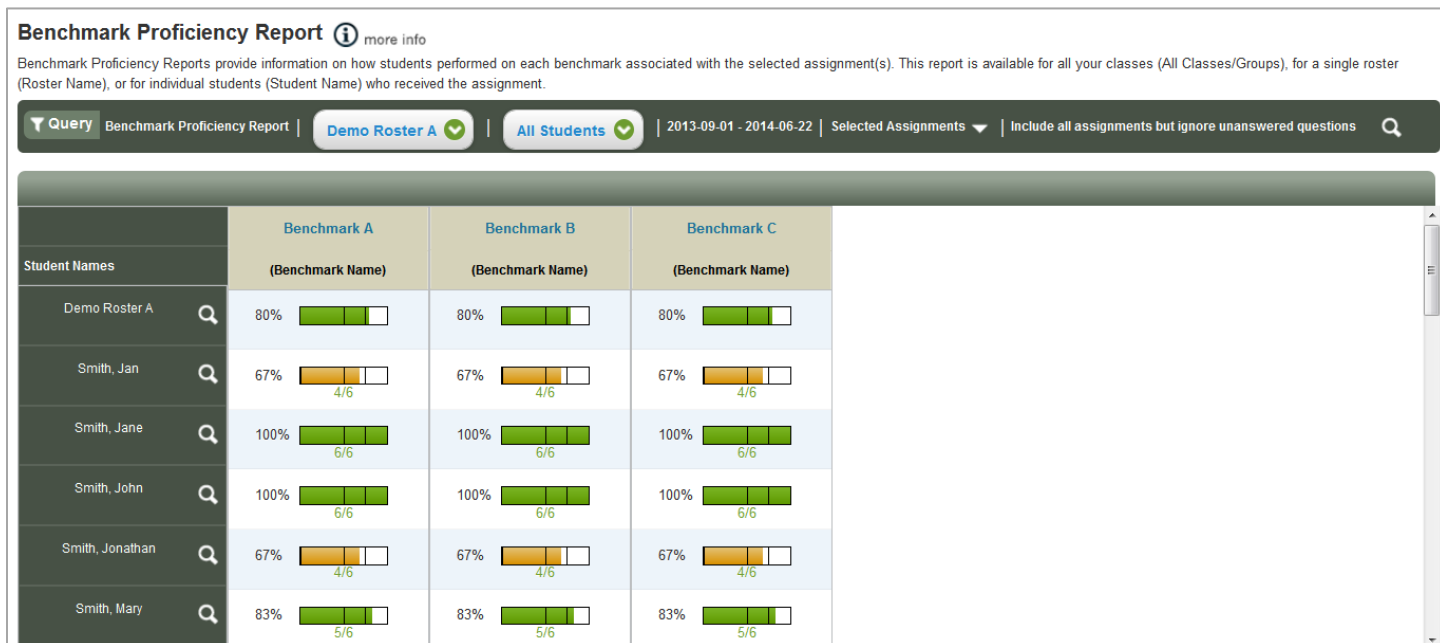 Benchmark Proficiency Report more info
Benchmark Proficiency Reports provide information on how students performed on each benchmark associated with the selected assignment(s). This report is available for all your classes (All Classes/Groups), for a single roster
(Roster Name), or for individual students (Student Name) who received the assignment.
Query Benchmark Proficiency Report | Demo Roster A | All Students | 2013-09-01 - 2014-06-22 | Selected Assignments | Include all assignments but ignore unanswered questions
Benchmark A Benchmark B Benchmark C
Student Names (Benchmark Name) (Benchmark Name) (Benchmark Name)
Demo Roster A 80% 80% 80%
Smith, Jan 67% 67% 67%
4/6 4/6 4/6
Smith, Jane 100% 100% 100%
6/6 6/6 6/6
Smith, John 100% 100% 100%
6/6 6/6 6/6
Smith, Jonathan 67% 67% 67%
4/6 4/6 4/6
Smith, Mary 83% 83% 83%
5/6 5/6 5/6